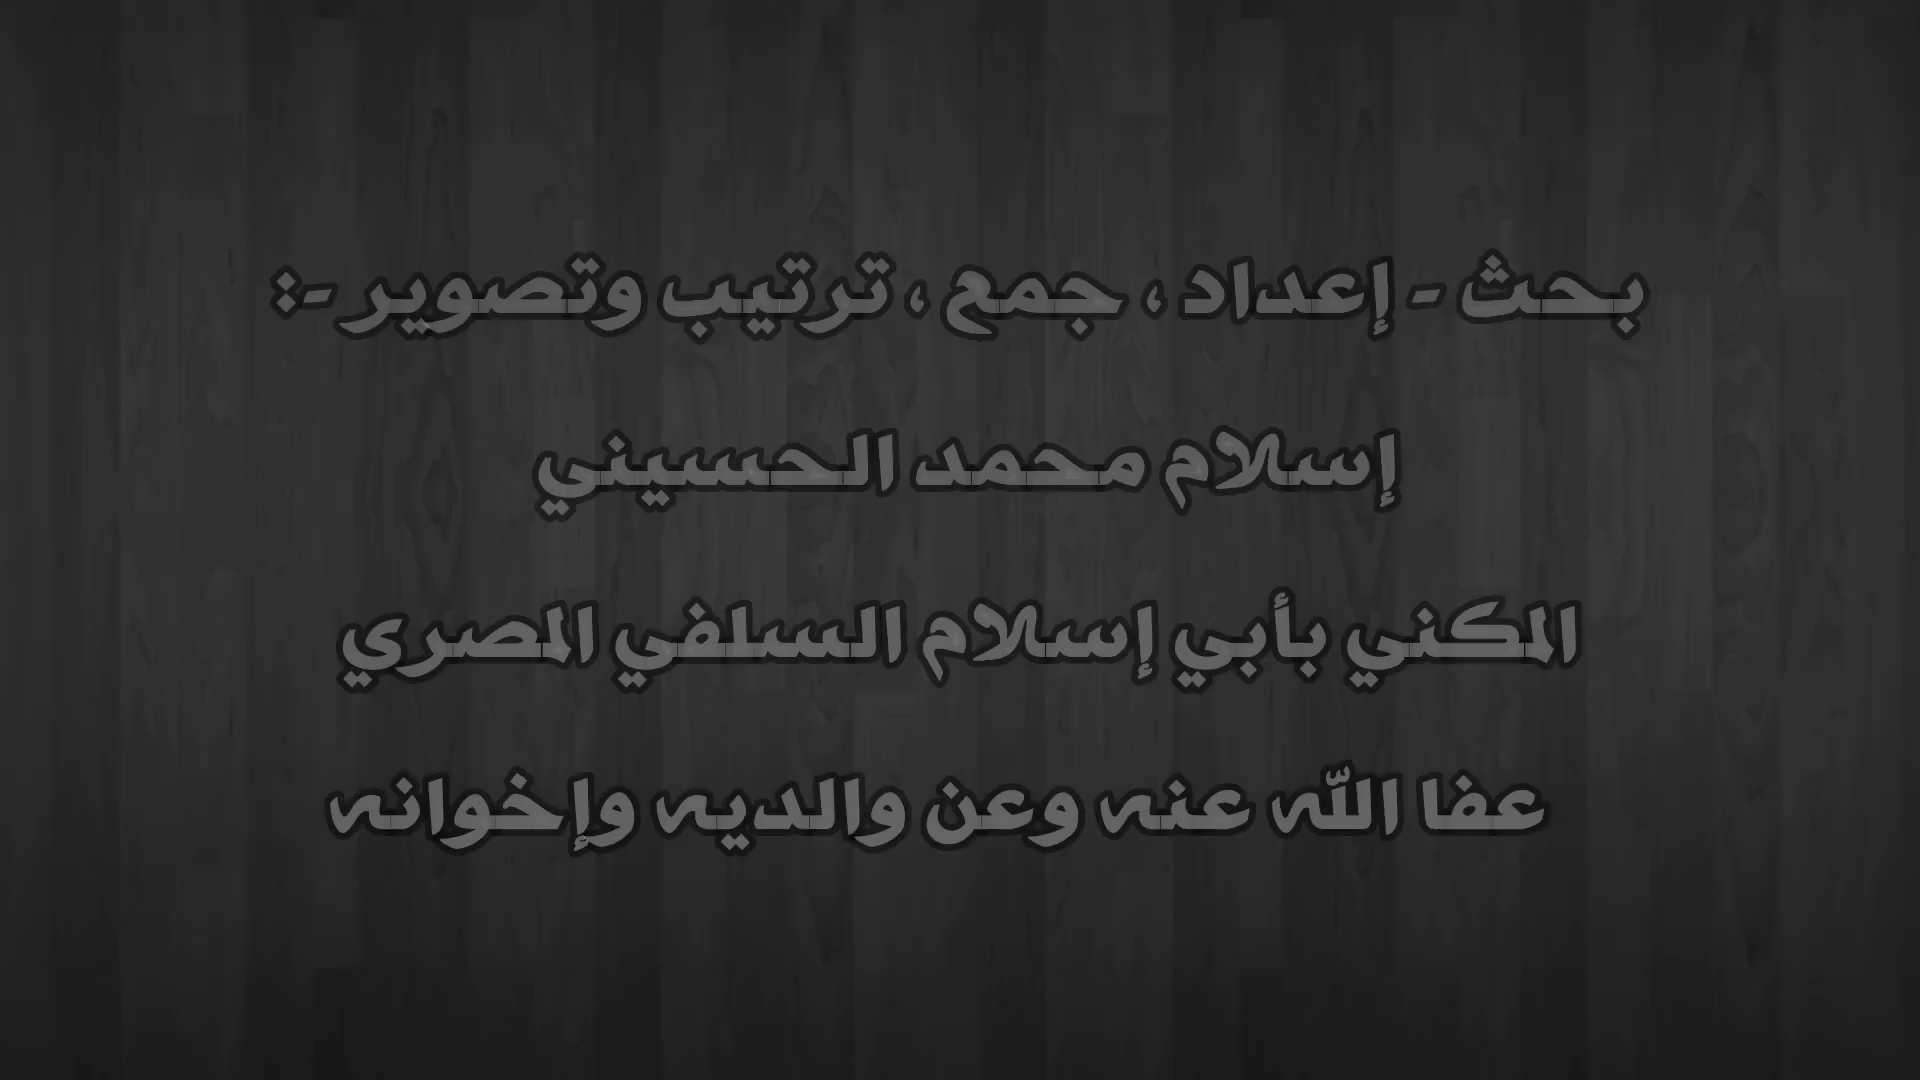 بحث - إعداد ، جمع ، ترتيب وتصوير -:
إسلام محمد الحسيني
المكني بأبي إسلام السلفي المصري
عفا الله عنه وعن والديه وإخوانه